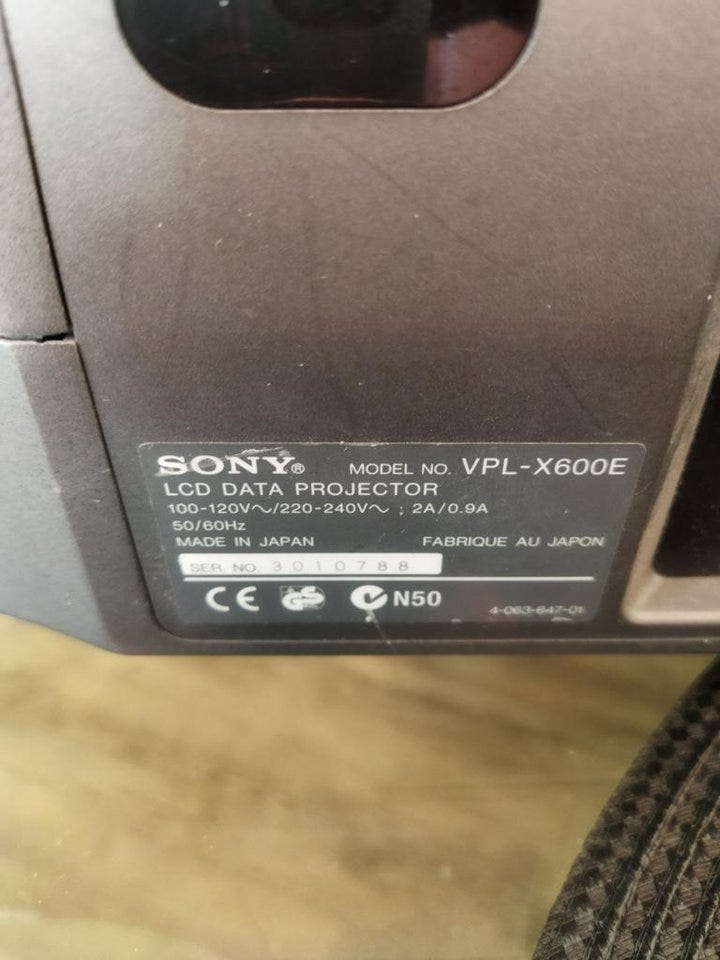 SONY® MODEL NO. VPL-X600E
LCD DATA PROJECTOR
100-120V~/220-240V~ ; 2A/0.9A
50/60Hz
MADE IN JAPAN FABRIQUE AU JAPON
SER. NO. 3010788
CE GS N50
4-063-647-01